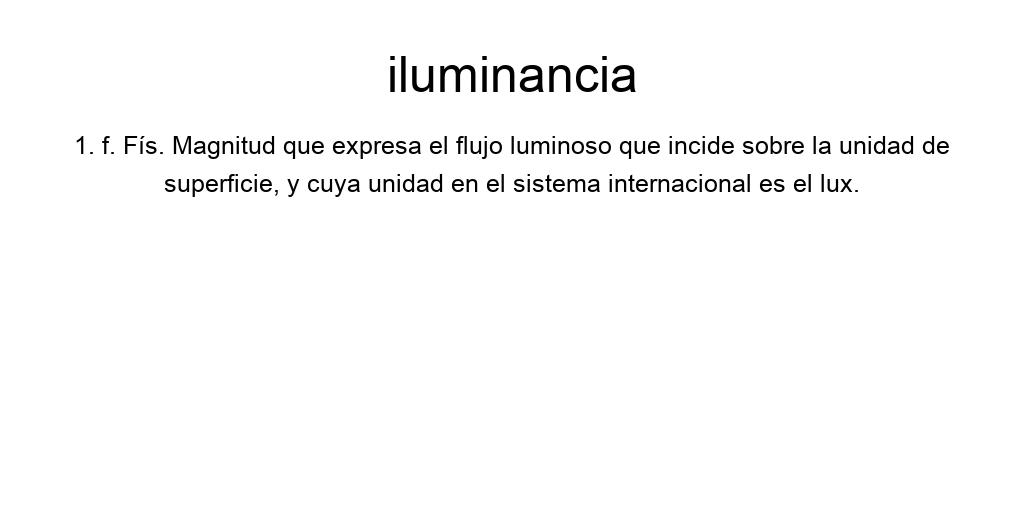 iluminancia
1. f. Fís. Magnitud que expresa el flujo luminoso que incide sobre la unidad de
superficie, y cuya unidad en el sistema internacional es el lux.